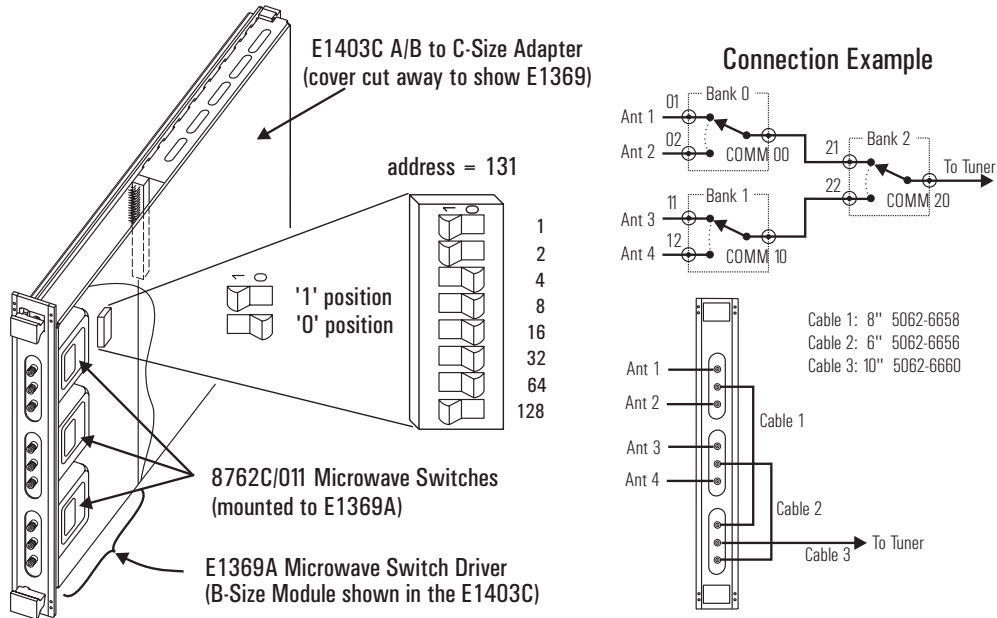 E1403C A/B to C-Size Adapter
(cover cut away to show E1369)
address = 131
1 0
1
2
4
8
16
32
64
128
1 0
'1' position
'0' position
8762C/011 Microwave Switches
(mounted to E1369A)
E1369A Microwave Switch Driver
(B-Size Module shown in the E1403C)
Connection Example
Bank 0
01
Ant 1
02
Ant 2
COMM 00
Bank 1
11
Ant 3
12
Ant 4
COMM 10
Bank 2
21
22
COMM 20
To Tuner
Cable 1: 8" 5062-6658
Cable 2: 6" 5062-6656
Cable 3: 10" 5062-6660
Ant 1
Ant 2
Ant 3
Ant 4
Cable 1
Cable 2
Cable 3
To Tuner